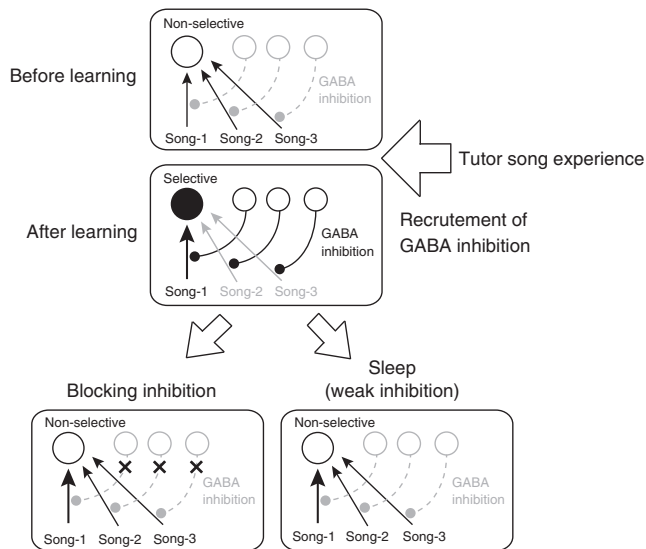 Non-selective
Before learning
GABA
inhibition
Song-1
Song-2
Song-3
Tutor song experience
Selective
After learning
GABA
inhibition
Recrutement of
GABA inhibition
Song-1
Song-2
Song-3
Blocking inhibition
Sleep
(weak inhibition)
Non-selective
GABA
inhibition
Song-1
Song-2
Song-3
Non-selective
GABA
inhibition
Song-1
Song-2
Song-3